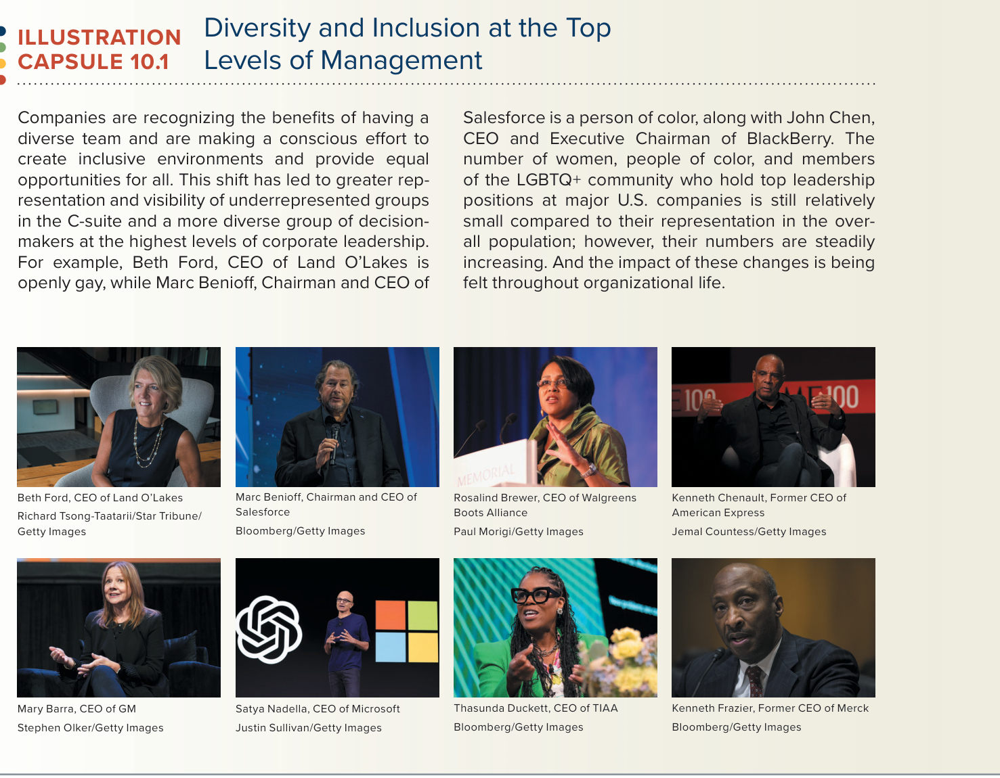 ILLUSTRATION
CAPSULE 10.1
Diversity and Inclusion at the Top
Levels of Management
Companies are recognizing the benefits of having a
diverse team and are making a conscious effort to
create inclusive environments and provide equal
opportunities for all. This shift has led to greater rep-
resentation and visibility of underrepresented groups
in the C-suite and a more diverse group of decision-
makers at the highest levels of corporate leadership.
For example, Beth Ford, CEO of Land O’Lakes is
openly gay, while Marc Benioff, Chairman and CEO of
Salesforce is a person of color, along with John Chen,
CEO and Executive Chairman of BlackBerry. The
number of women, people of color, and members
of the LGBTQ+ community who hold top leadership
positions at major U.S. companies is still relatively
small compared to their representation in the over-
all population; however, their numbers are steadily
increasing. And the impact of these changes is being
felt throughout organizational life.
MEMORIAL
E 100
ME 100
Beth Ford, CEO of Land O’Lakes
Richard Tsong-Taatarii/Star Tribune/
Getty Images
Marc Benioff, Chairman and CEO of
Salesforce
Bloomberg/Getty Images
Rosalind Brewer, CEO of Walgreens
Boots Alliance
Paul Morigi/Getty Images
Kenneth Chenault, Former CEO of
American Express
Jemal Countess/Getty Images
Mary Barra, CEO of GM
Stephen Olker/Getty Images
Satya Nadella, CEO of Microsoft
Justin Sullivan/Getty Images
Thasunda Duckett, CEO of TIAA
Bloomberg/Getty Images
Kenneth Frazier, Former CEO of Merck
Bloomberg/Getty Images